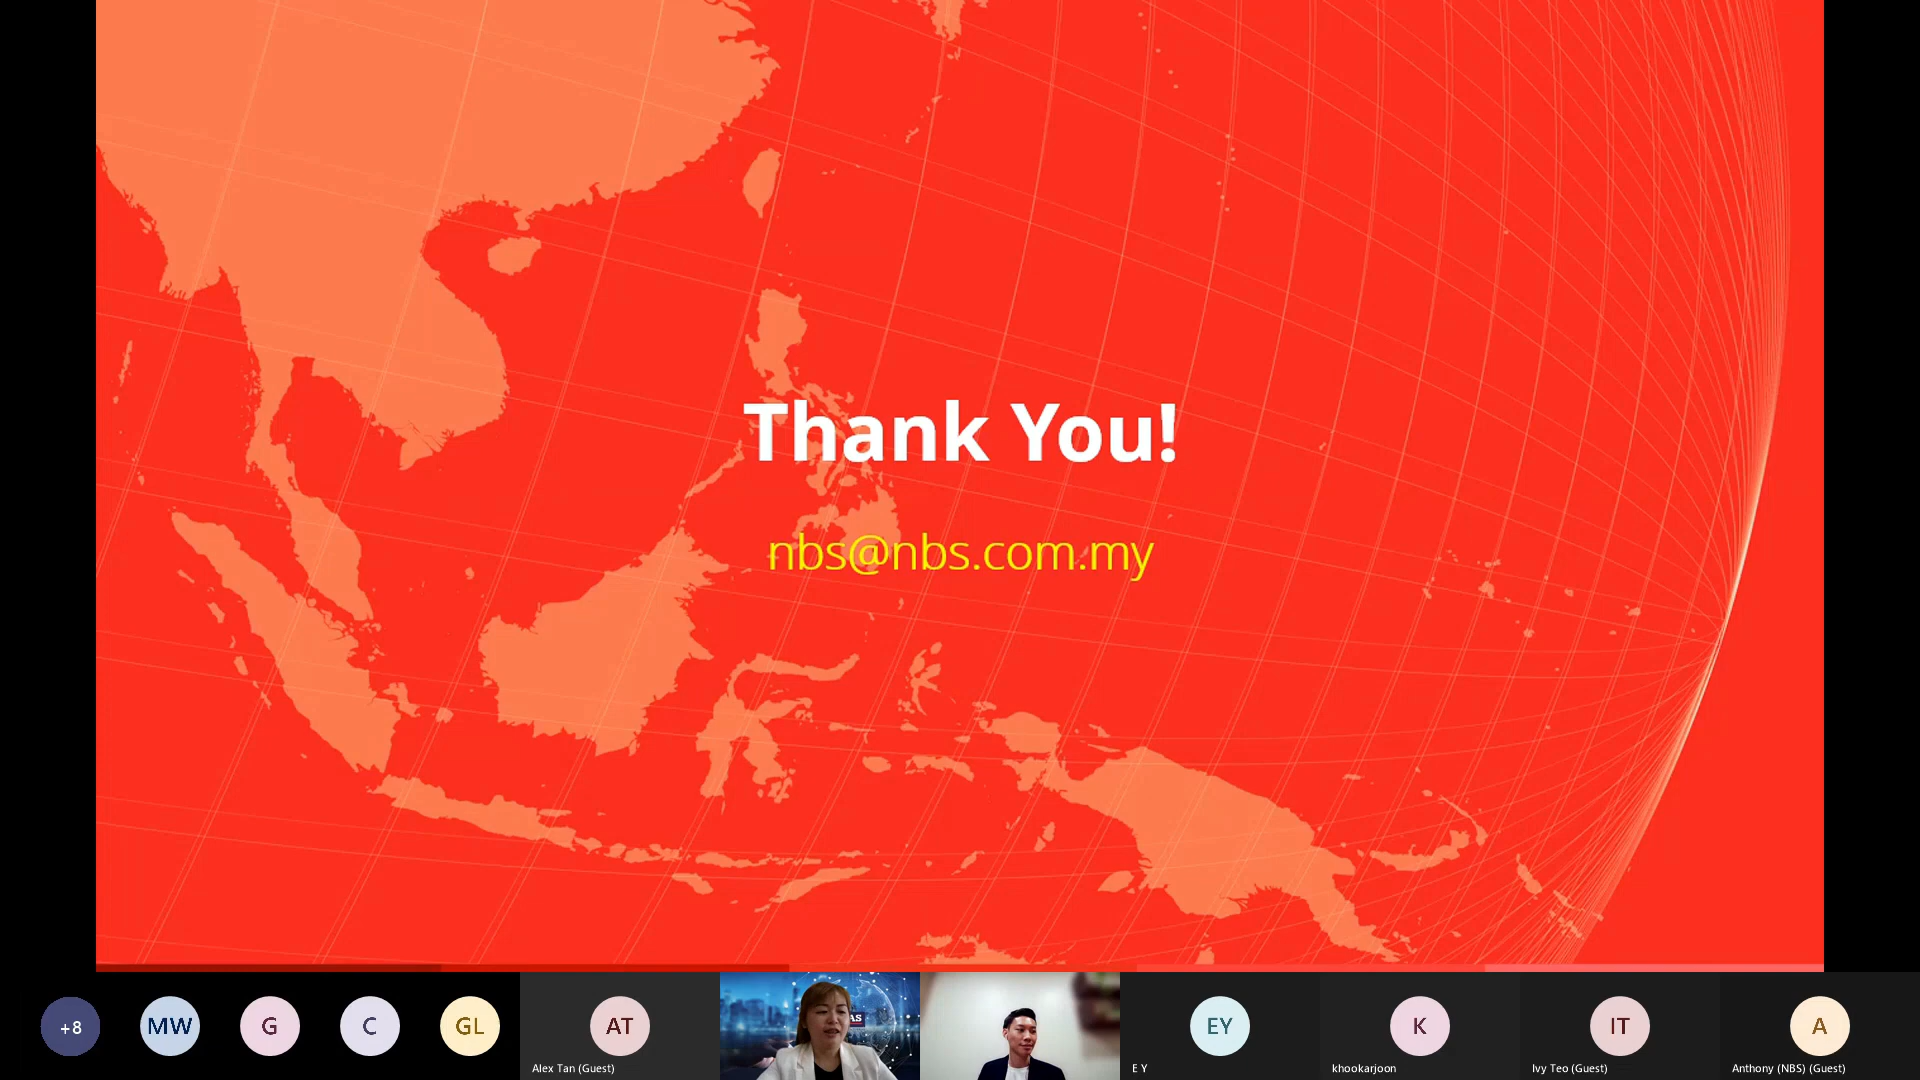 Thank You!
nbs@nbs.com.my
+8
MW
G
C
GL
AT
Alex Tan (Guest)
AS
EY
E Y
K
khookarjoon
IT
Ivy Teo (Guest)
A
Anthony (NBS) (Guest)